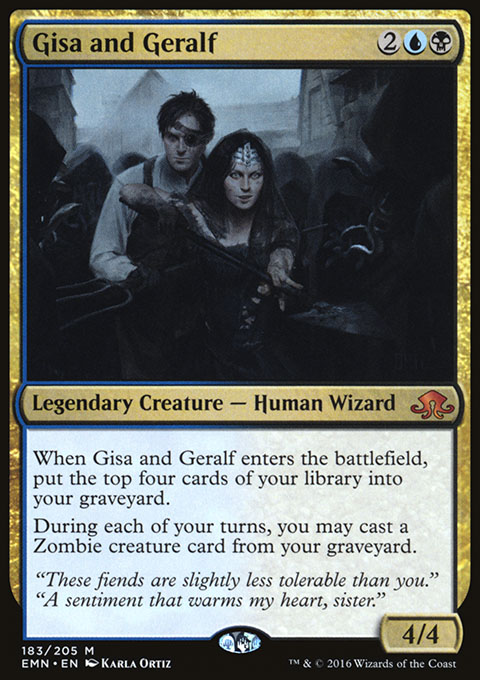 Gisa and Geralf 2
Legendary Creature — Human Wizard
When Gisa and Geralf enters the battlefield,
put the top four cards of your library into
your graveyard.
During each of your turns, you may cast a
Zombie creature card from your graveyard.
“These fiends are slightly less tolerable than you.”
“A sentiment that warms my heart, sister.”
4/4
183/205 M
EMN • EN Karla Ortiz
™ & © 2016 Wizards of the Coast